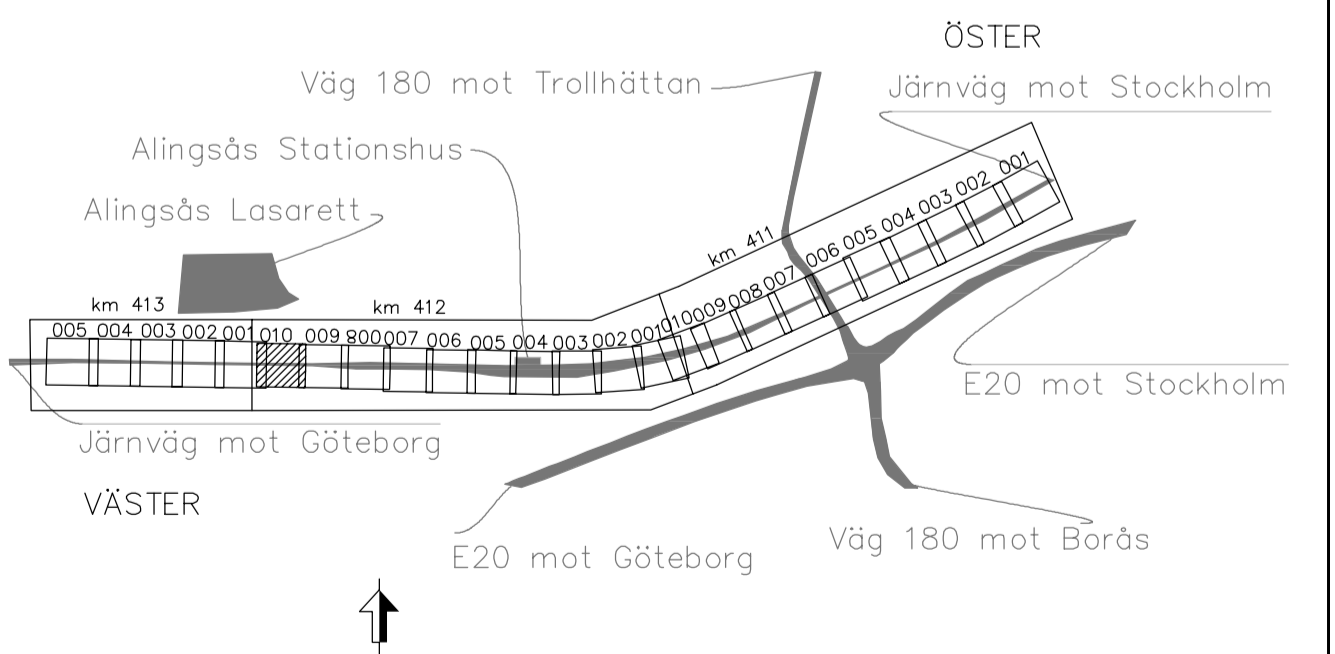 ÖSTER
Väg 180 mot Trollhättan
Järnväg mot Stockholm
Alingsås Stationshus
Alingsås Lasarett
km 411
010 009 008 007 006 005 004 003 002 001
km 413
km 412
005 004 003 002 001 010 009 800 007 006 005 004 003 002 001
E20 mot Stockholm
Järnväg mot Göteborg
VÄSTER
E20 mot Göteborg
Väg 180 mot Borås